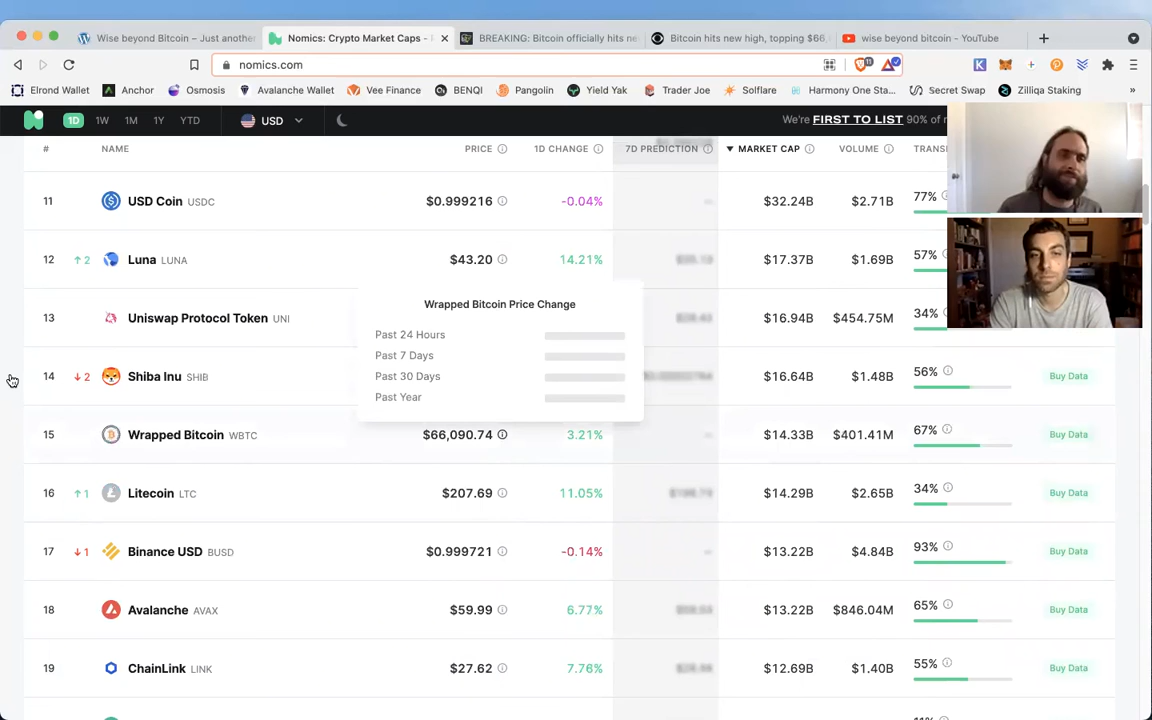 Wise beyond Bitcoin – Just another
Nomics: Crypto Market Caps -
BREAKING: Bitcoin officially hits ne
Bitcoin hits new high, topping $66,
wise beyond bitcoin - YouTube
nomics.com
11
Elrond Wallet
Anchor
Osmosis
Avalanche Wallet
Vee Finance
BENQI
Pangolin
Yield Yak
Trader Joe
Solflare
Harmony One Sta...
Secret Swap
Zilliqa Staking
»
1D 1W 1M 1Y YTD
USD
We're FIRST TO LIST 90% of n
# NAME PRICE 1D CHANGE 7D PREDICTION MARKET CAP VOLUME TRANS
11 USD Coin USDC $0.999216 -0.04% – $32.24B $2.71B 77%
12 ↑ 2 Luna LUNA $43.20 14.21% $17.37B $1.69B 57%
Wrapped Bitcoin Price Change
13 Uniswap Protocol Token UNI $16.94B $454.75M 34%
Past 24 Hours
Past 7 Days
14 ↓ 2 Shiba Inu SHIB $16.64B $1.48B 56% Buy Data
Past 30 Days
Past Year
15 Wrapped Bitcoin WBTC $66,090.74 3.21% – $14.33B $401.41M 67% Buy Data
16 ↑ 1 Litecoin LTC $207.69 11.05% $14.29B $2.65B 34% Buy Data
17 ↓ 1 Binance USD BUSD $0.999721 -0.14% – $13.22B $4.84B 93% Buy Data
18 Avalanche AVAX $59.99 6.77% $13.22B $846.04M 65% Buy Data
19 ChainLink LINK $27.62 7.76% $12.69B $1.40B 55% Buy Data